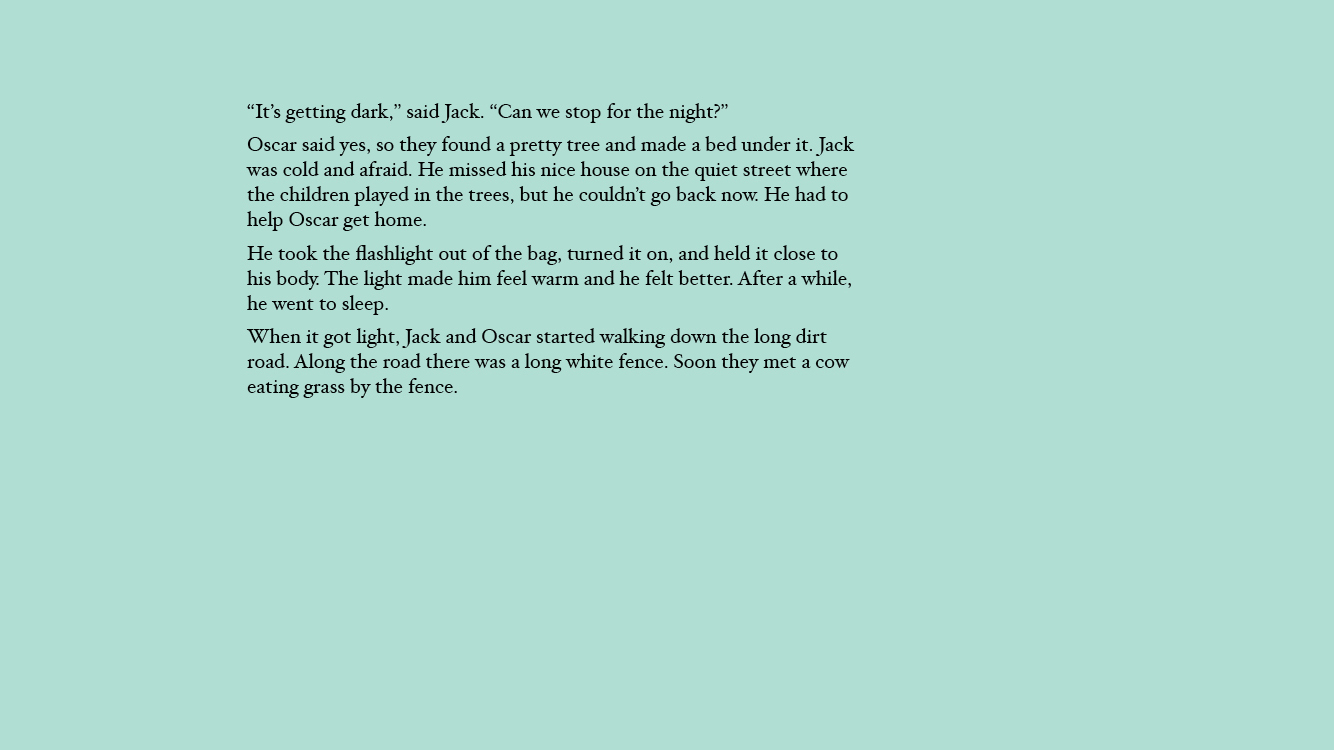 “It’s getting dark,” said Jack. “Can we stop for the night?”
Oscar said yes, so they found a pretty tree and made a bed under it. Jack
was cold and afraid. He missed his nice house on the quiet street where
the children played in the trees, but he couldn’t go back now. He had to
help Oscar get home.
He took the flashlight out of the bag, turned it on, and held it close to
his body. The light made him feel warm and he felt better. After a while,
he went to sleep.
When it got light, Jack and Oscar started walking down the long dirt
road. Along the road there was a long white fence. Soon they met a cow
eating grass by the fence.